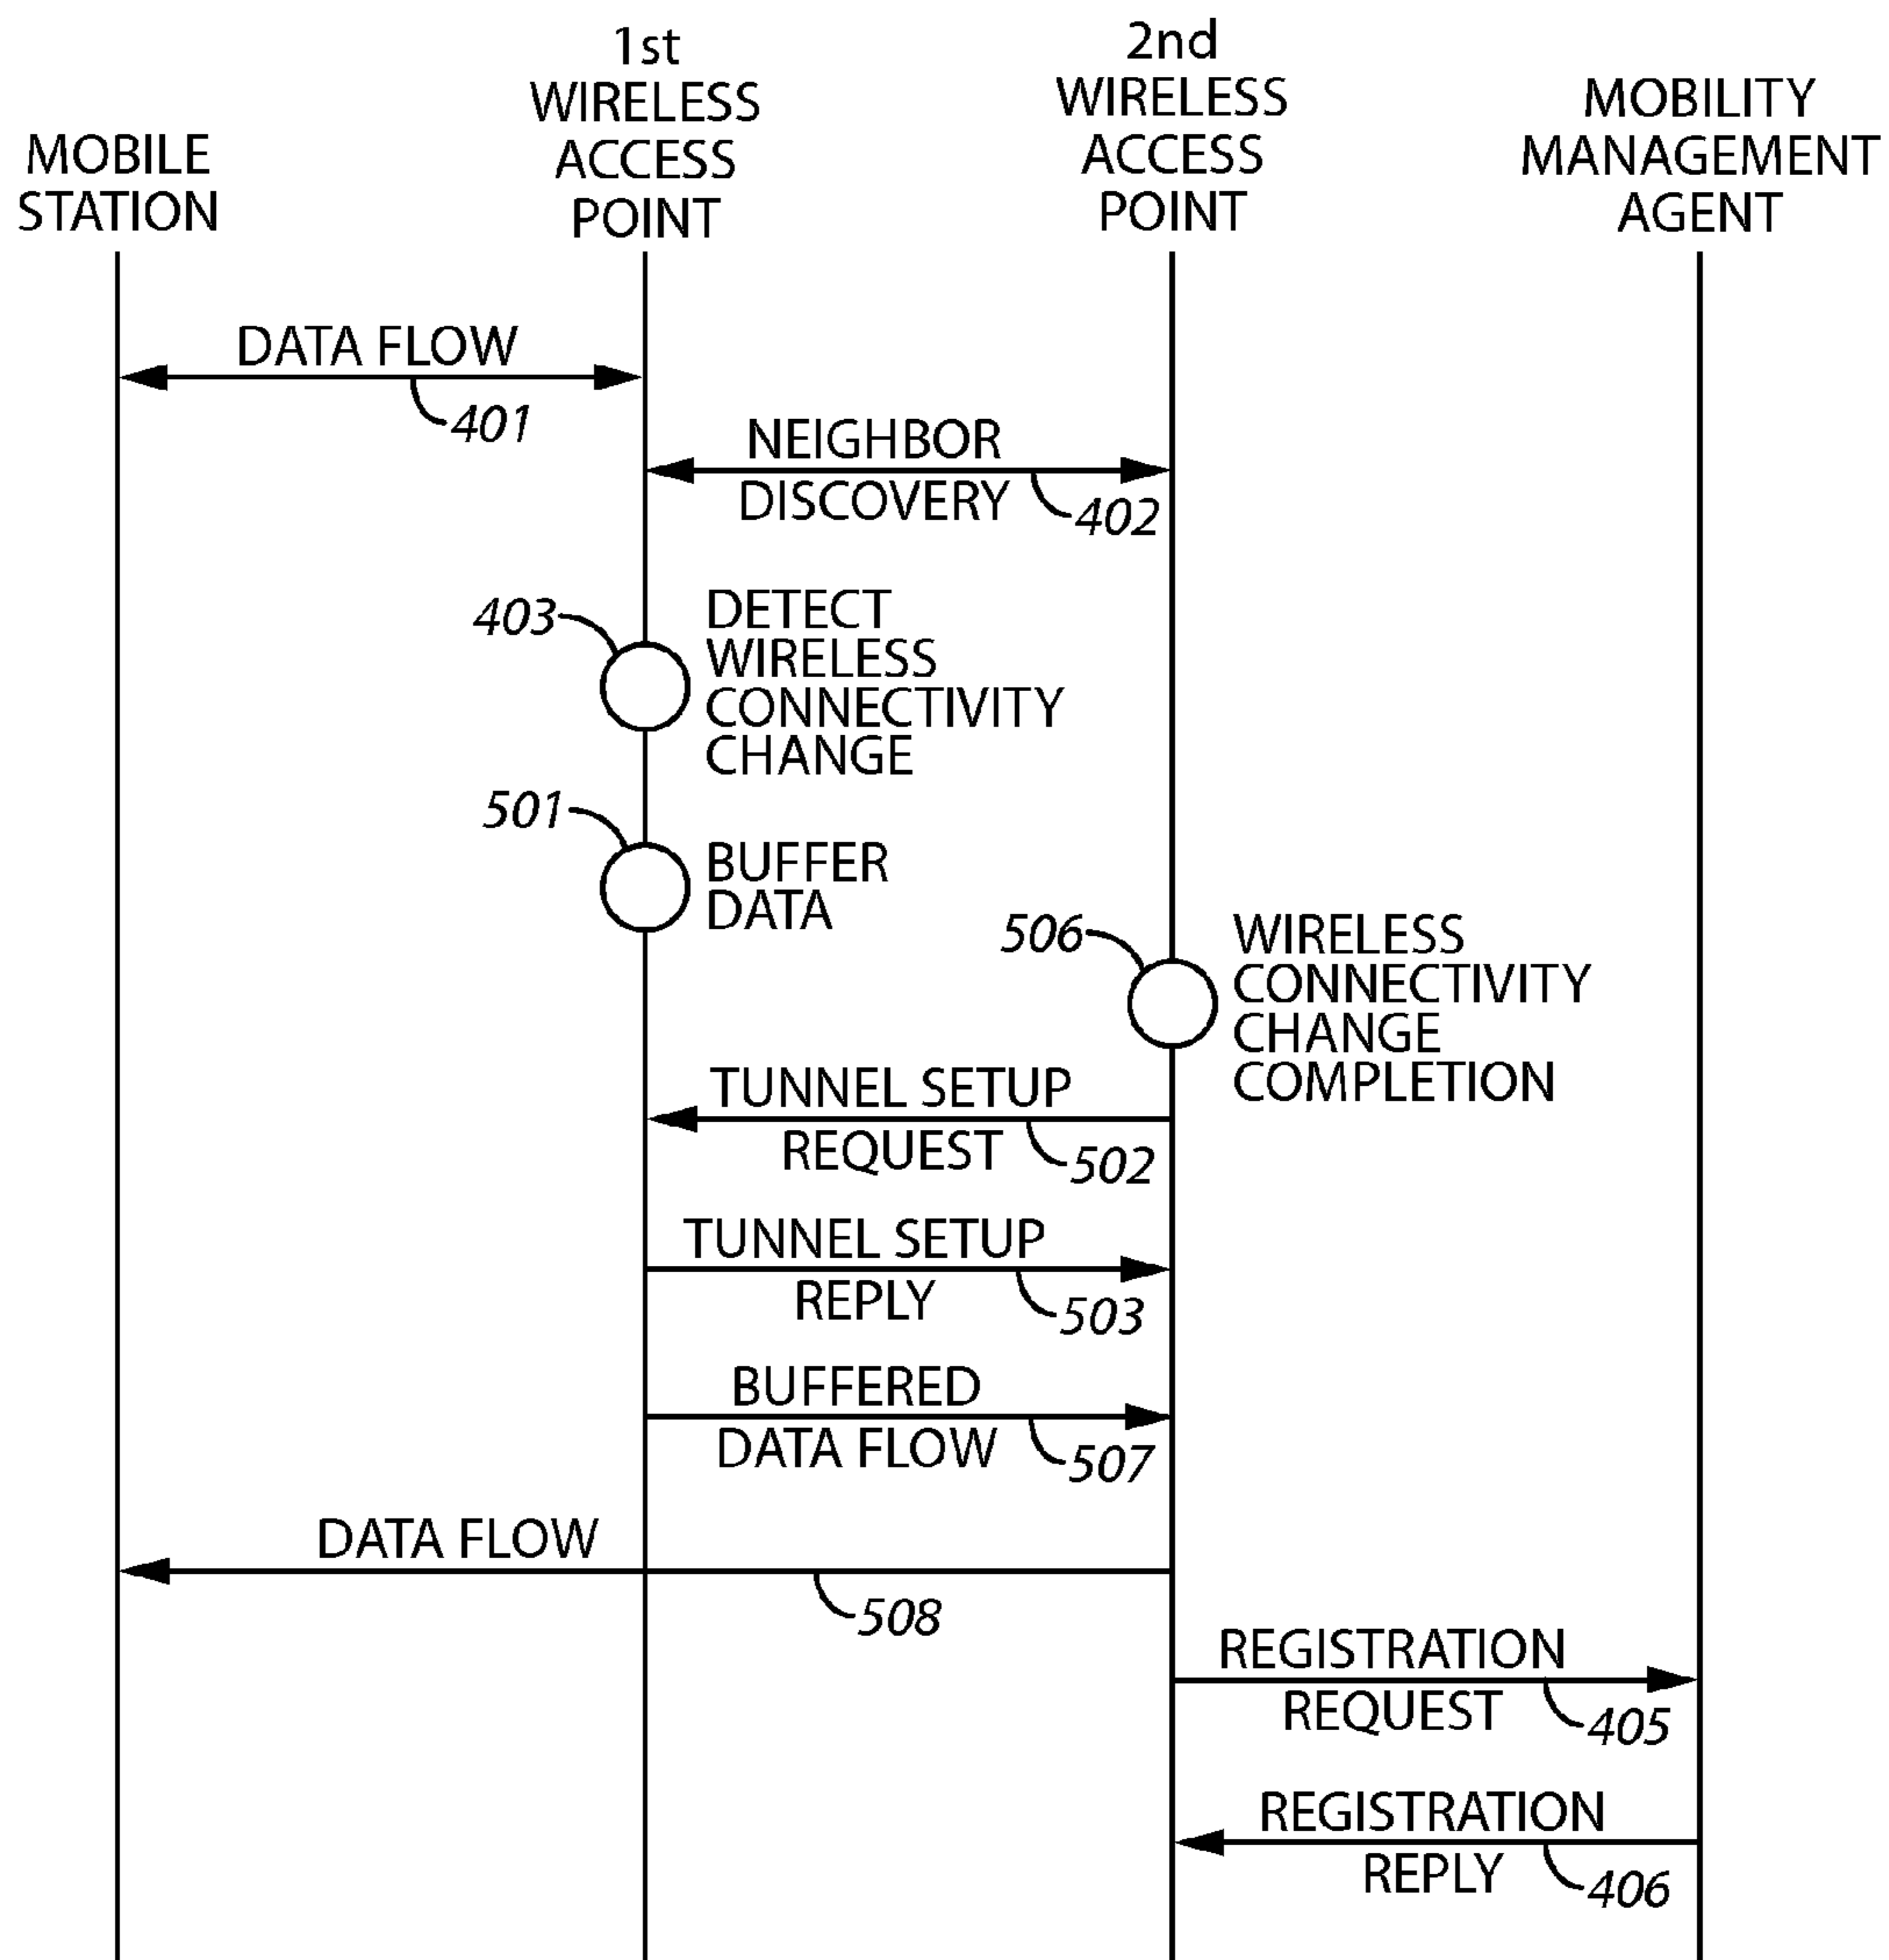 MOBILE
STATION
1st
WIRELESS
ACCESS
POINT
2nd
WIRELESS
ACCESS
POINT
MOBILITY
MANAGEMENT
AGENT
DATA FLOW
401
NEIGHBOR
DISCOVERY
402
403
DETECT
WIRELESS
CONNECTIVITY
CHANGE
501
BUFFER
DATA
506
WIRELESS
CONNECTIVITY
CHANGE
COMPLETION
TUNNEL SETUP
REQUEST
502
TUNNEL SETUP
REPLY
503
BUFFERED
DATA FLOW
507
DATA FLOW
508
REGISTRATION
REQUEST
405
REGISTRATION
REPLY
406